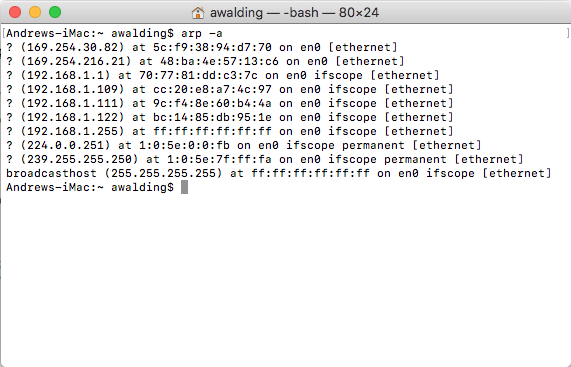 awalding — -bash — 80×24
[Andrews-iMac:~ awalding$ arp -a ]
? (169.254.30.82) at 5c:f9:38:94:d7:70 on en0 [ethernet]
? (169.254.216.21) at 48:ba:4e:57:13:c6 on en0 [ethernet]
? (192.168.1.1) at 70:77:81:dd:c3:7c on en0 ifscope [ethernet]
? (192.168.1.109) at cc:20:e8:a7:4c:97 on en0 ifscope [ethernet]
? (192.168.1.111) at 9c:f4:8e:60:b4:4a on en0 ifscope [ethernet]
? (192.168.1.122) at bc:14:85:db:95:1e on en0 ifscope [ethernet]
? (192.168.1.255) at ff:ff:ff:ff:ff:ff on en0 ifscope [ethernet]
? (224.0.0.251) at 1:0:5e:0:0:fb on en0 ifscope permanent [ethernet]
? (239.255.255.250) at 1:0:5e:7f:ff:fa on en0 ifscope permanent [ethernet]
broadcasthost (255.255.255.255) at ff:ff:ff:ff:ff:ff on en0 ifscope [ethernet]
Andrews-iMac:~ awalding$